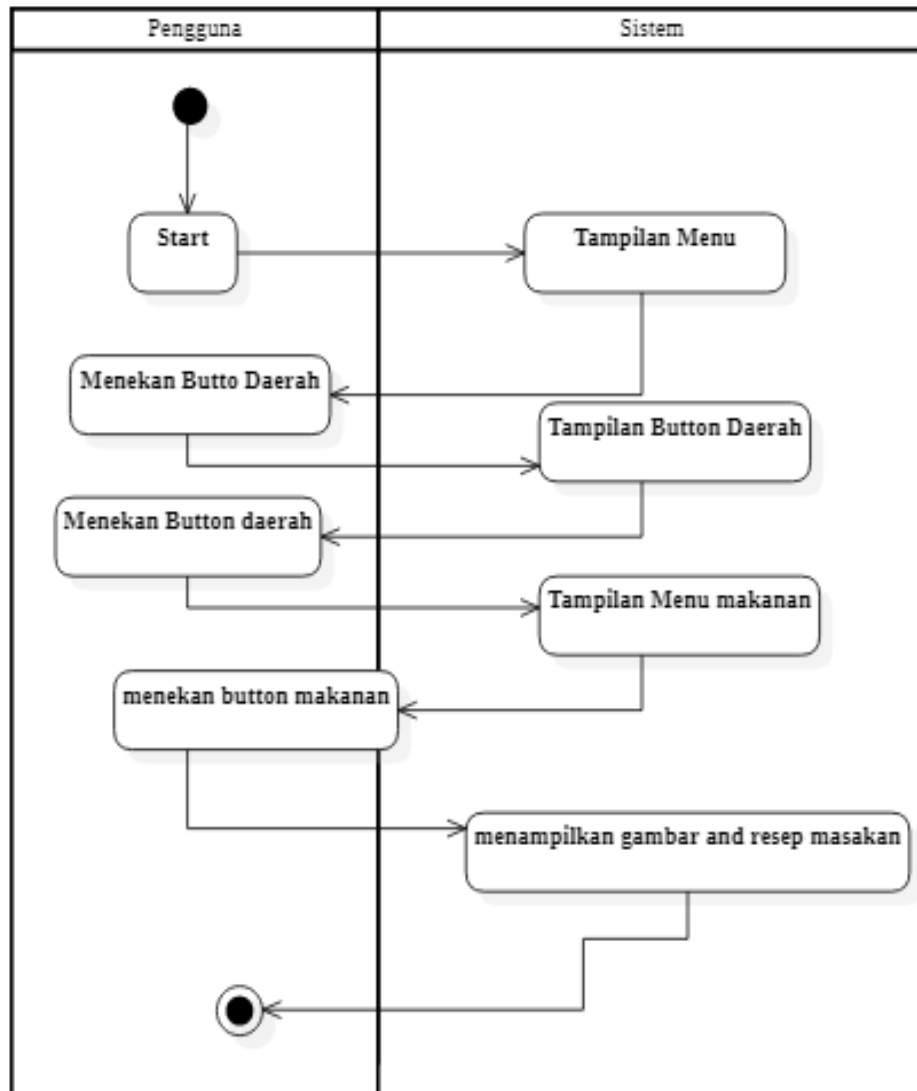 Pengguna
Sistem
Start
Tampilan Menu
Menekan Butto Daerah
Tampilan Button Daerah
Menekan Button daerah
Tampilan Menu makanan
menekan button makanan
menampilkan gambar and resep masakan